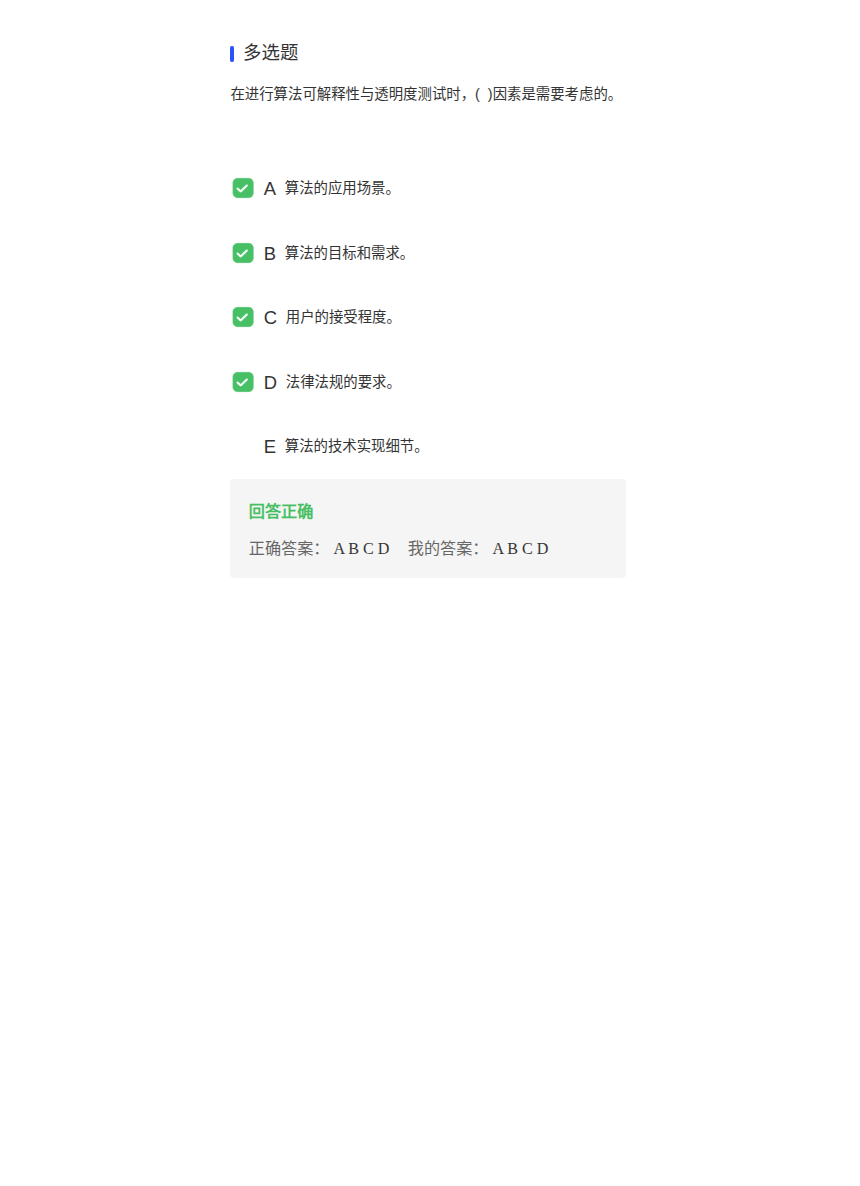 多选题
在进行算法可解释性与透明度测试时，( )因素是需要考虑的。
A 算法的应用场景。
B 算法的目标和需求。
C 用户的接受程度。
D 法律法规的要求。
E 算法的技术实现细节。
回答正确
正确答案： A B C D 我的答案： A B C D